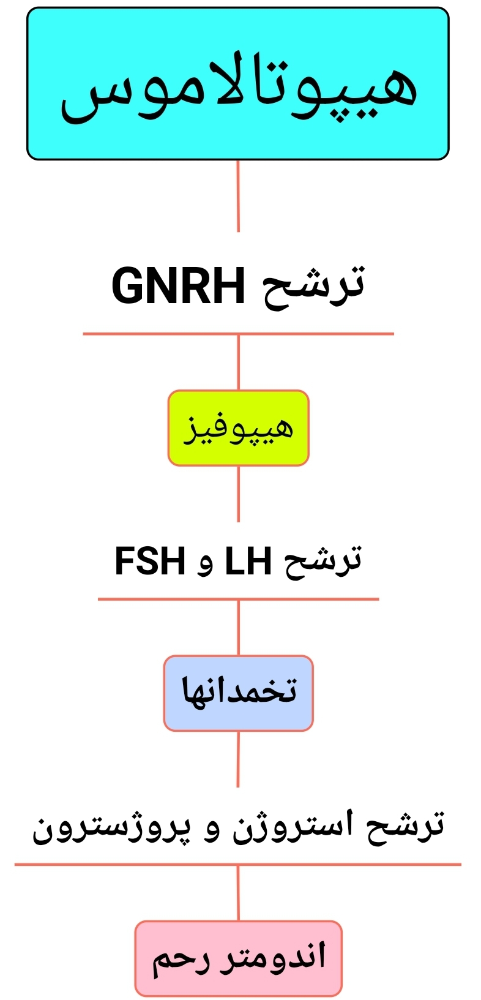 هیپوتالاموس
ترشح GNRH
هیپوفیز
ترشح LH و FSH
تخمدانها
ترشح استروژن و پروژسترون
اندومتر رحم